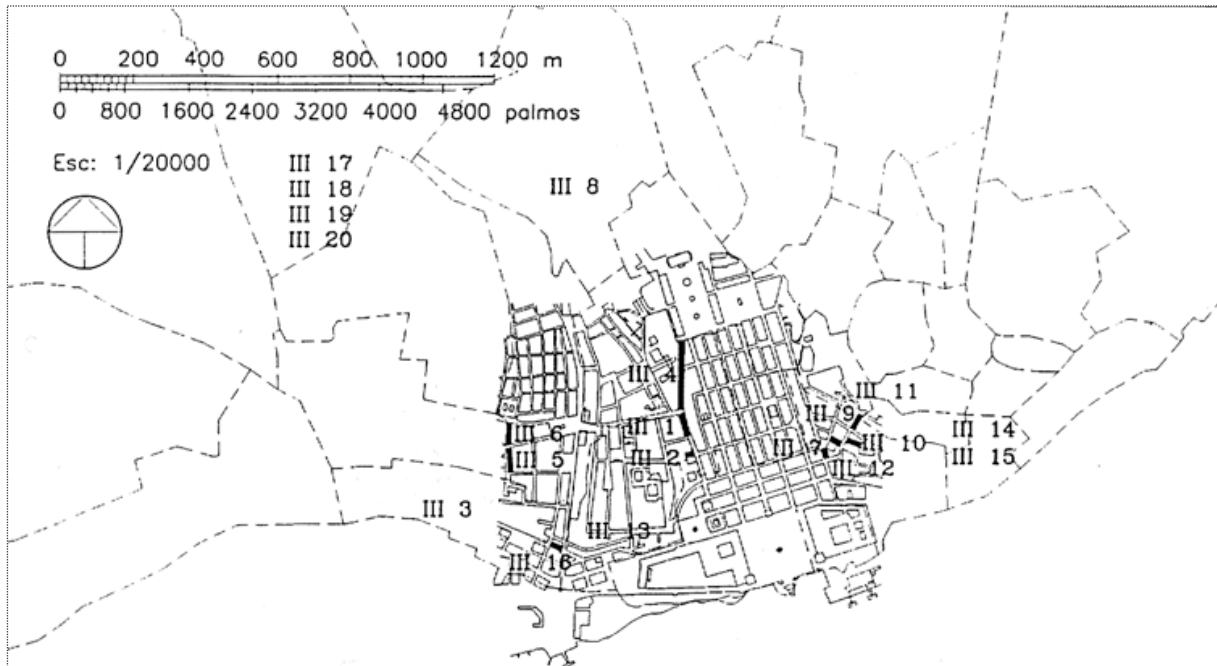 0 200 400 600 800 1000 1200 m
0 800 1600 2400 3200 4000 4800 palmos
Esc: 1/20000
III 17
III 18
III 19
III 20
III 8
III 4
III 11
III 9
III 6
III 1
III 14
III 7
III 10
III 5
III 2
III 15
III 12
III 3
III 13
III 16